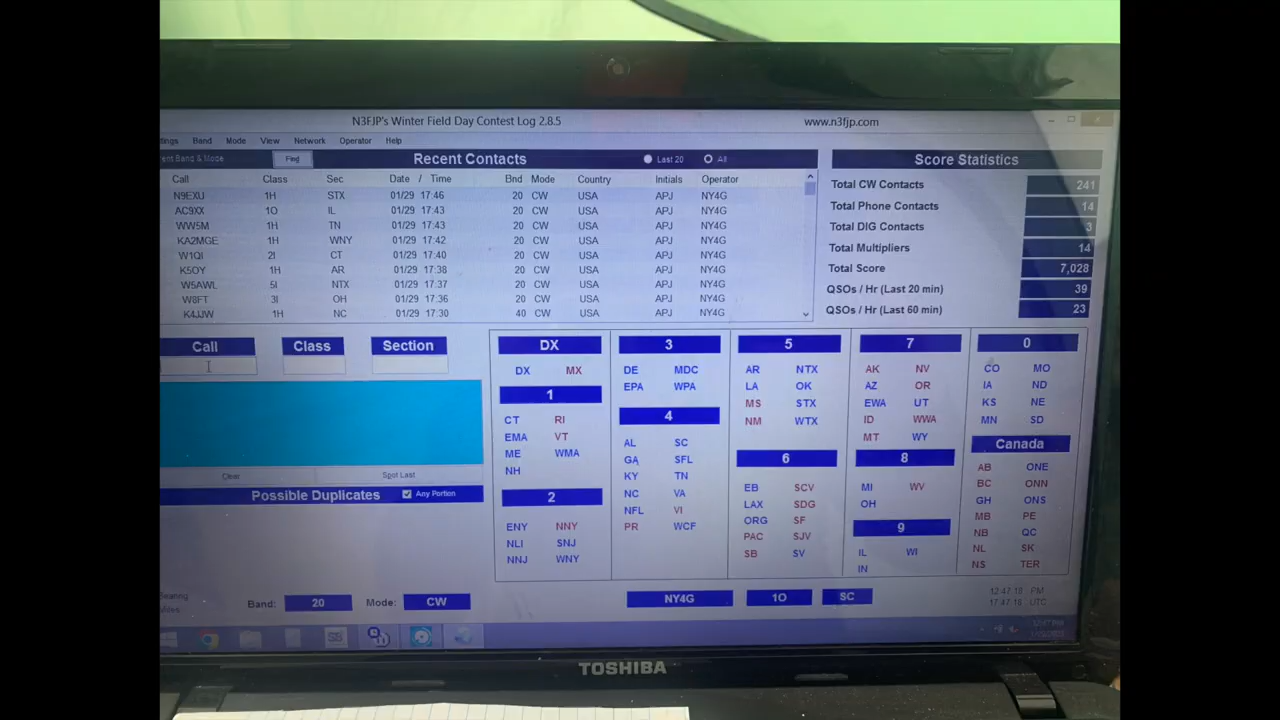 N3FJP's Winter Field Day Contest Log 2.8.5 www.n3fjp.com
Band Mode View Network Operator Help
Band & Mode Find Recent Contacts Last 20 All Score Statistics
Call Class Sec Date / Time Bnd Mode Country Initials Operator
N9EXU 1H STX 01/29 17:46 20 CW USA APJ NY4G
AC9XX 1O IL 01/29 17:43 20 CW USA APJ NY4G
WW5M 1H TN 01/29 17:43 20 CW USA APJ NY4G
KA2MGE 1H WNY 01/29 17:42 20 CW USA APJ NY4G
W1QI 2I CT 01/29 17:40 20 CW USA APJ NY4G
K5OY 1H AR 01/29 17:38 20 CW USA APJ NY4G
W5AWL 5I NTX 01/29 17:37 20 CW USA APJ NY4G
W8FT 3I OH 01/29 17:36 20 CW USA APJ NY4G
K4JJW 1H NC 01/29 17:30 40 CW USA APJ NY4G
Total CW Contacts 241
Total Phone Contacts 14
Total DIG Contacts 3
Total Multipliers 14
Total Score 7,028
QSOs / Hr (Last 20 min) 39
QSOs / Hr (Last 60 min) 23
Call Class Section
Clear Spot Last
Possible Duplicates Any Portion
DX
DX MX
1
CT RI
EMA VT
ME WMA
NH
2
ENY NNY
NLI SNJ
NNJ WNY
3
DE MDC
EPA WPA
4
AL SC
GA SFL
KY TN
NC VA
NFL VI
PR WCF
5
AR NTX
LA OK
MS STX
NM WTX
6
EB SCV
LAX SDG
ORG SF
PAC SJV
SB SV
7
AK NV
AZ OR
EWA UT
ID WWA
MT WY
8
MI WV
OH
9
IL WI
IN
0
CO MO
IA ND
KS NE
MN SD
Canada
AB ONE
BC ONN
GH ONS
MB PE
NB QC
NL SK
NS TER
Band: 20 Mode: CW NY4G 1O SC
12:47:18 PM
17:47:18 UTC
TOSHIBA